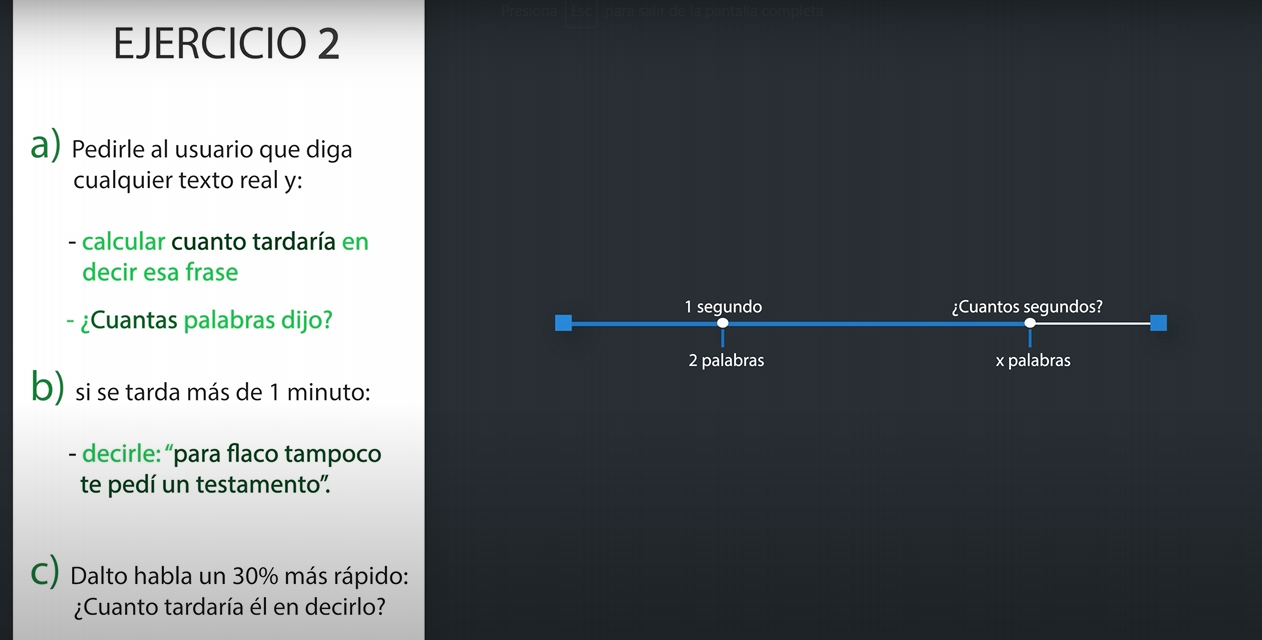 Presiona Esc para salir de la pantalla completa
EJERCICIO 2
a) Pedirle al usuario que diga
cualquier texto real y:
- calcular cuanto tardaría en
decir esa frase
- ¿Cuantas palabras dijo?
b) si se tarda más de 1 minuto:
- decirle: “para flaco tampoco
te pedí un testamento”.
c) Dalto habla un 30% más rápido:
¿Cuanto tardaría él en decirlo?
1 segundo
¿Cuantos segundos?
2 palabras
x palabras